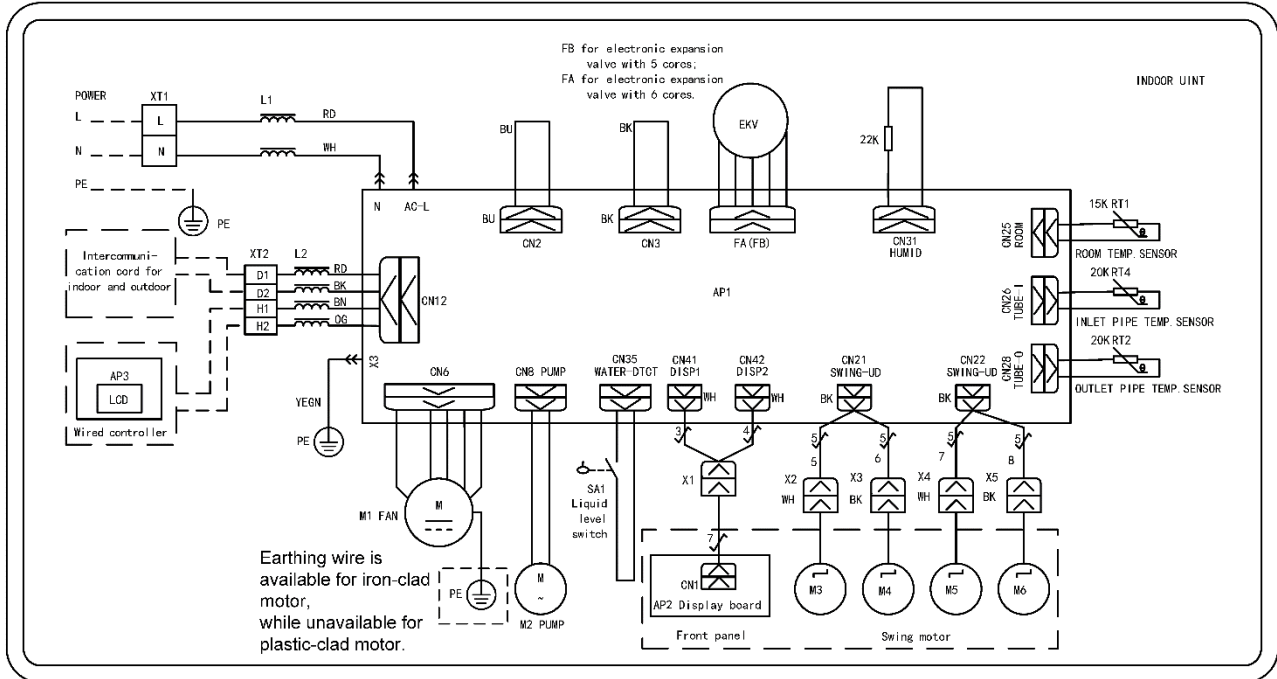 FB for electronic expansion
valve with 5 cores;
FA for electronic expansion
valve with 6 cores.
INDOOR UINT
POWER
XT1
L1
L
L
RD
N
N
WH
PE
PE
N
AC-L
BU
BU
CN2
BK
BK
CN3
EKV
FA(FB)
22K
CN31
HUMID
CN25
ROOM
15K RT1
ROOM TEMP.SENSOR
CN26
TUBE-I
20K RT4
INLET PIPE TEMP.SENSOR
CN28
TUBE-O
20K RT2
OUTLET PIPE TEMP.SENSOR
AP1
Intercommuni-
cation cord for
indoor and outdoor
XT2
L2
D1
RD
D2
BK
H1
BN
H2
OG
CN12
X3
YEGN
PE
AP3
LCD
Wired controller
CN6
CN8 PUMP
CN35
WATER-DTCT
CN41
DISP1
CN42
DISP2
CN21
SWING-UD
CN22
SWING-UD
WH
WH
BK
BK
3
4
5
5
5
6
5
7
5
8
X1
X2
WH
X3
BK
X4
WH
X5
BK
SA1
Liquid
level
switch
M1 FAN
M
PE
M
~
M2 PUMP
7
CN1
AP2 Display board
Front panel
M3
M4
M5
M6
Swing motor
Earthing wire is
available for iron-clad
motor,
while unavailable for
plastic-clad motor.